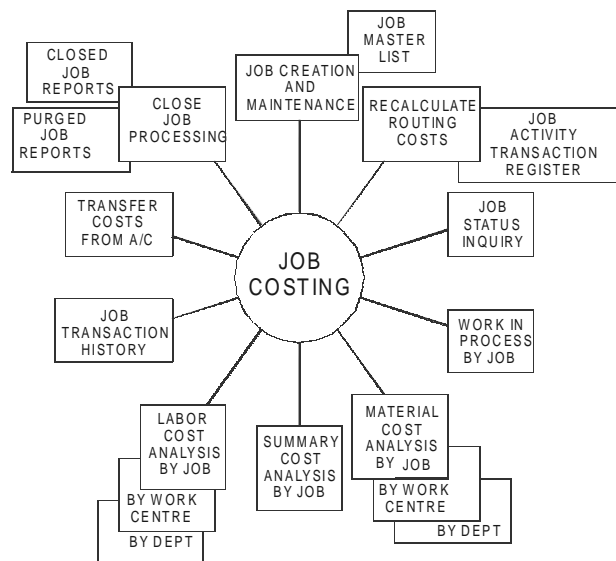 JOB
MASTER
LIST
CLOSED
JOB
REPORTS
JOB CREATION
AND
MAINTENANCE
PURGED
JOB
REPORTS
CLOSE
JOB
PROCESSING
RECALCULATE
ROUTING
COSTS
JOB
ACTIVITY
TRANSACTION
REGISTER
TRANSFER
COSTS
FROM A/C
JOB
STATUS
INQUIRY
JOB
COSTING
JOB
TRANSACTION
HISTORY
WORK IN
PROCESS
BY JOB
LABOR
COST
ANALYSIS
BY JOB
BY WORK
CENTRE
BY DEPT
SUMMARY
COST
ANALYSIS
BY JOB
MATERIAL
COST
ANALYSIS
BY JOB
BY WORK
CENTRE
BY DEPT